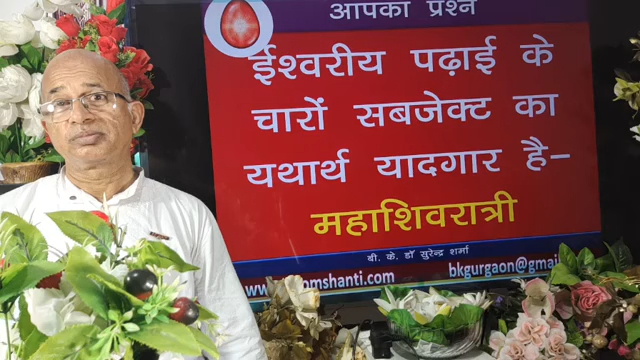 आपका प्रश्न
ईश्वरीय पढ़ाई के
चारों सबजेक्ट का
यथार्थ यादगार है–
महाशिवरात्री
बी. के. डॉ सुरेन्द्र शर्मा
bkgurgaon@gmai